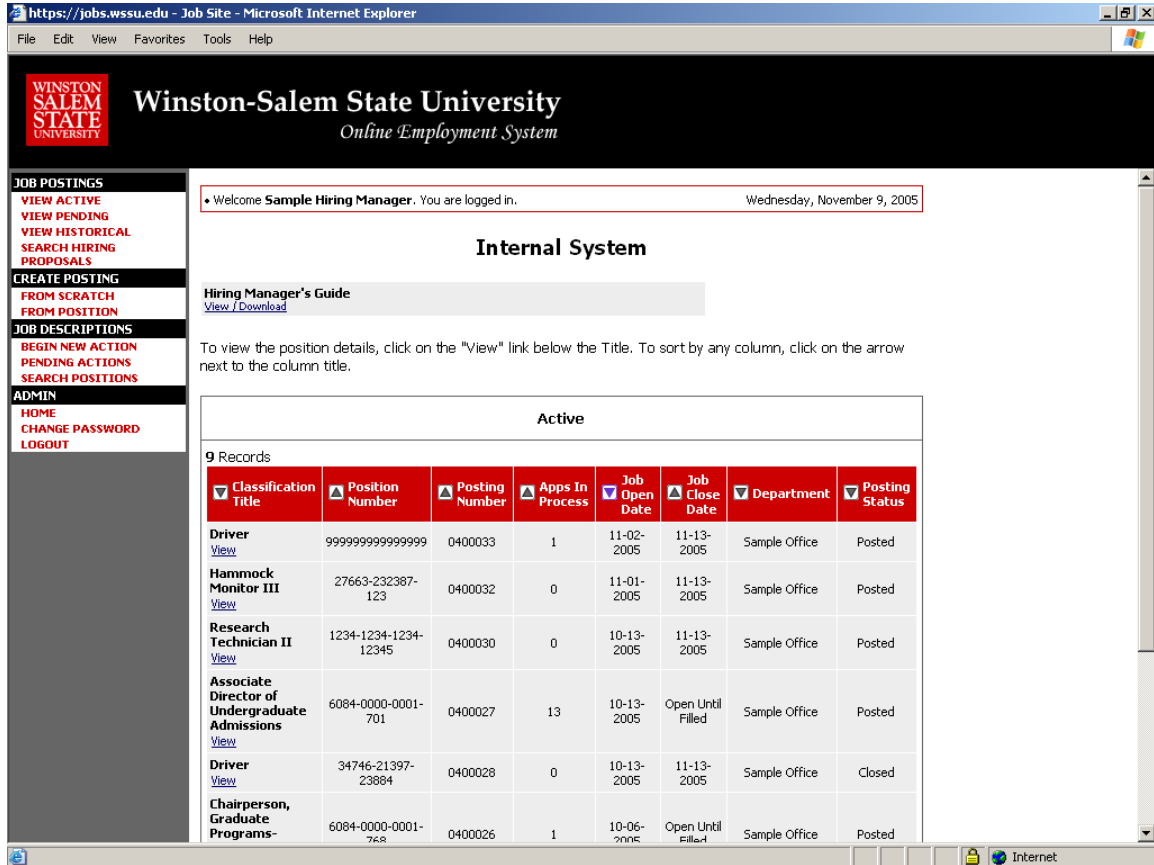 https://jobs.wssu.edu - Job Site - Microsoft Internet Explorer
File Edit View Favorites Tools Help
WINSTON
SALEM
STATE
UNIVERSITY
Winston-Salem State University
Online Employment System
JOB POSTINGS
VIEW ACTIVE
VIEW PENDING
VIEW HISTORICAL
SEARCH HIRING
PROPOSALS
CREATE POSTING
FROM SCRATCH
FROM POSITION
JOB DESCRIPTIONS
BEGIN NEW ACTION
PENDING ACTIONS
SEARCH POSITIONS
ADMIN
HOME
CHANGE PASSWORD
LOGOUT
• Welcome Sample Hiring Manager. You are logged in. Wednesday, November 9, 2005
Internal System
Hiring Manager's Guide
View / Download
To view the position details, click on the "View" link below the Title. To sort by any column, click on the arrow
next to the column title.
Active
9 Records
Classification Title Position Number Posting Number Apps In Process Job Open Date Job Close Date Department Posting Status
Driver
View
999999999999999 0400033 1 11-02-2005 11-13-2005 Sample Office Posted
Hammock
Monitor III
View
27663-232387-123 0400032 0 11-01-2005 11-13-2005 Sample Office Posted
Research
Technician II
View
1234-1234-1234-12345 0400030 0 10-13-2005 11-13-2005 Sample Office Posted
Associate
Director of
Undergraduate
Admissions
View
6084-0000-0001-701 0400027 13 10-13-2005 Open Until Filled Sample Office Posted
Driver
View
34746-21397-23884 0400028 0 10-13-2005 11-13-2005 Sample Office Closed
Chairperson,
Graduate
Programs-
6084-0000-0001-768 0400026 1 10-06-2005 Open Until Filled Sample Office Posted
Internet